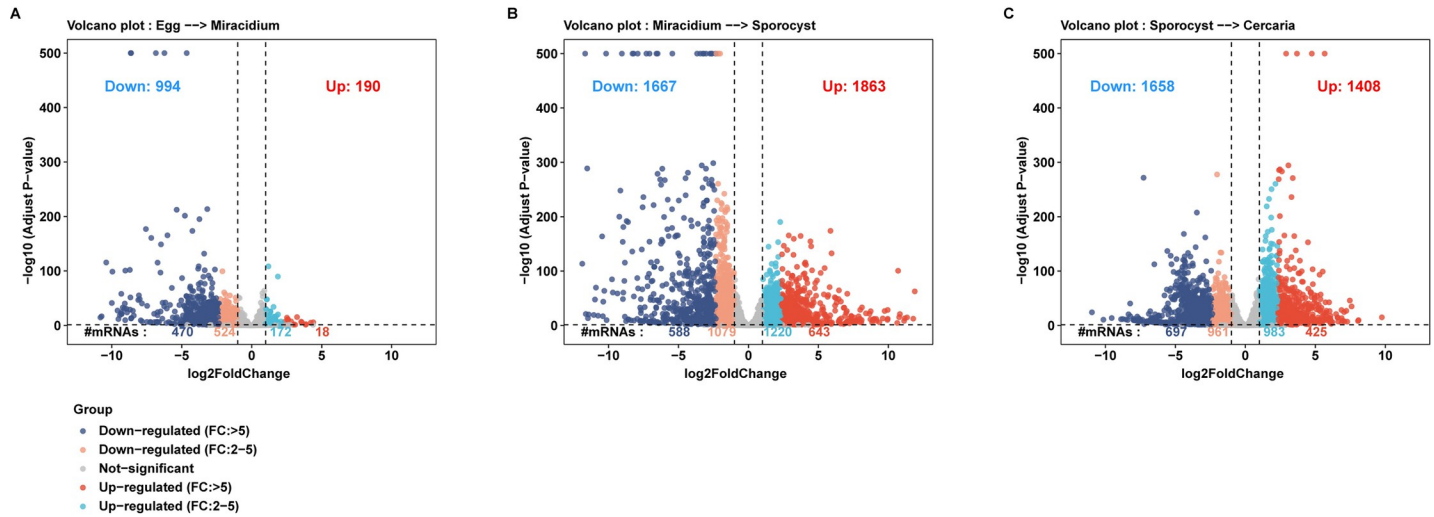 A
Volcano plot : Egg −−> Miracidium
500
400
300
200
100
0
−log10 (Adjust P−value)
Down: 994
Up: 190
#mRNAs :
470
524
172
18
−10
−5
0
5
10
log2FoldChange
B
Volcano plot : Miracidium −−> Sporocyst
500
400
300
200
100
0
−log10 (Adjust P−value)
Down: 1667
Up: 1863
#mRNAs :
588
1079
1220
643
−10
−5
0
5
10
log2FoldChange
C
Volcano plot : Sporocyst −−> Cercaria
500
400
300
200
100
0
−log10 (Adjust P−value)
Down: 1658
Up: 1408
#mRNAs :
697
961
983
425
−10
−5
0
5
10
log2FoldChange
Group
Down−regulated (FC:>5)
Down−regulated (FC:2−5)
Not−significant
Up−regulated (FC:>5)
Up−regulated (FC:2−5)